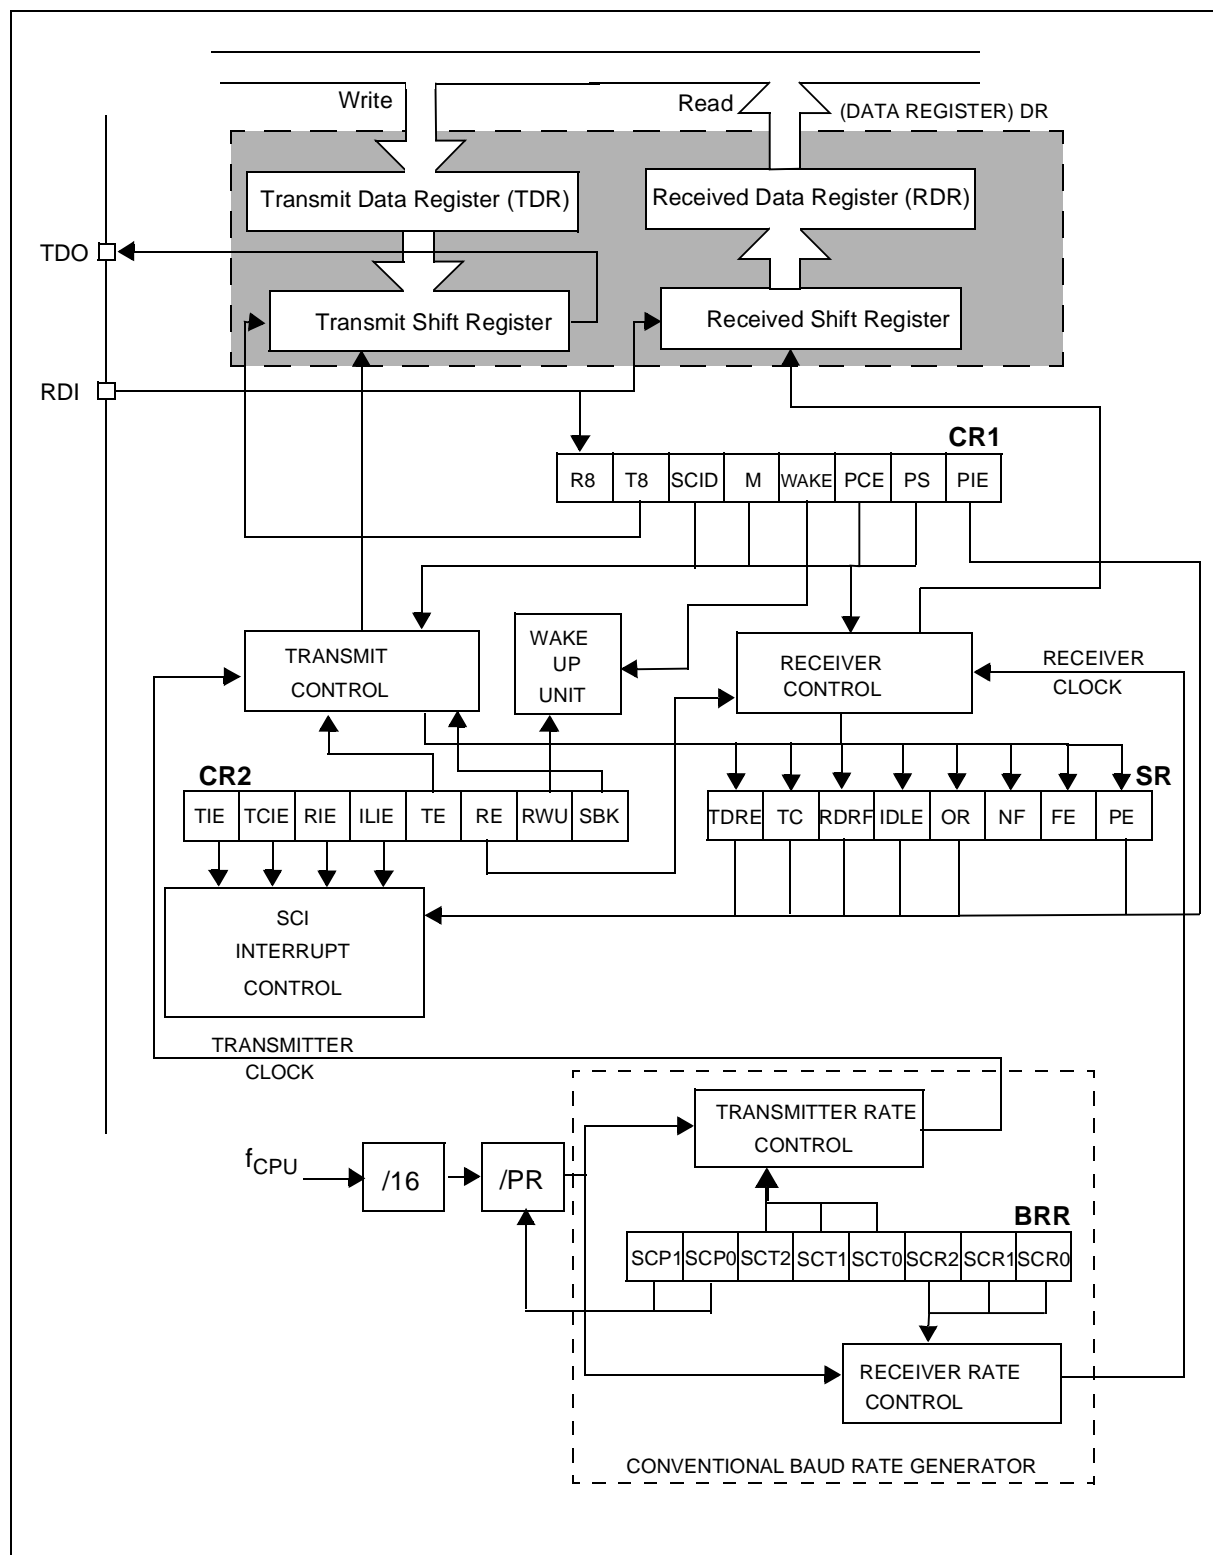 Write
Read
(DATA REGISTER) DR
Transmit Data Register (TDR)
Received Data Register (RDR)
TDO
Transmit Shift Register
Received Shift Register
RDI
CR1
R8 T8 SCID M WAKE PCE PS PIE
TRANSMIT
CONTROL
WAKE
UP
UNIT
RECEIVER
CONTROL
RECEIVER
CLOCK
CR2
TIE TCIE RIE ILIE TE RE RWU SBK
SR
TDRE TC RDRF IDLE OR NF FE PE
SCI
INTERRUPT
CONTROL
TRANSMITTER
CLOCK
TRANSMITTER RATE
CONTROL
fCPU
/16
/PR
BRR
SCP1 SCP0 SCT2 SCT1 SCT0 SCR2 SCR1 SCR0
RECEIVER RATE
CONTROL
CONVENTIONAL BAUD RATE GENERATOR